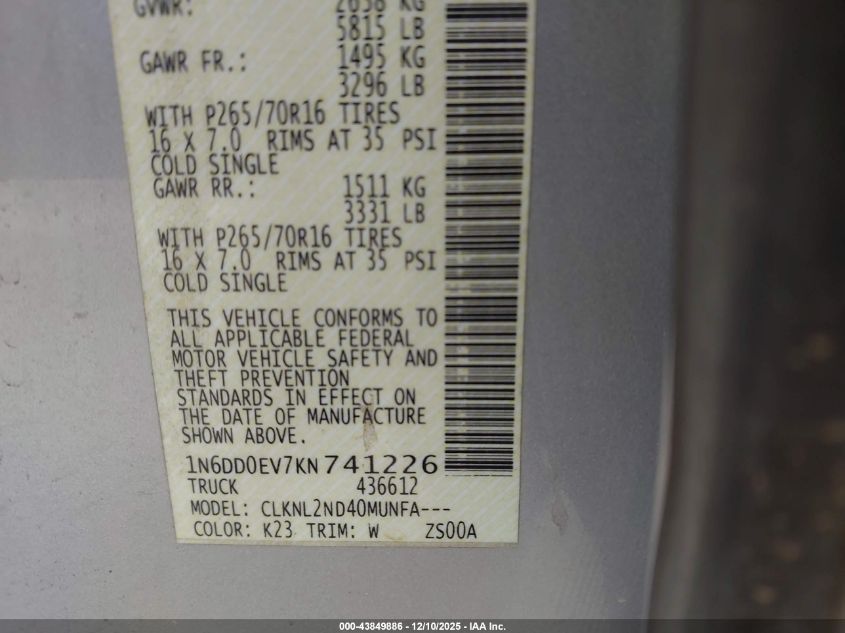 GVWR: 2638 KG
5815 LB
GAWR FR.: 1495 KG
3296 LB
WITH P265/70R16 TIRES
16 X 7.0 RIMS AT 35 PSI
COLD SINGLE
GAWR RR.: 1511 KG
3331 LB
WITH P265/70R16 TIRES
16 X 7.0 RIMS AT 35 PSI
COLD SINGLE
THIS VEHICLE CONFORMS TO
ALL APPLICABLE FEDERAL
MOTOR VEHICLE SAFETY AND
THEFT PREVENTION
STANDARDS IN EFFECT ON
THE DATE OF MANUFACTURE
SHOWN ABOVE.
1N6DD0EV7KN741226
TRUCK 436612
MODEL: CLKNL2ND40MUNFA---
COLOR: K23 TRIM: W ZS00A
000-43849886 - 12/10/2025 - IAA Inc.